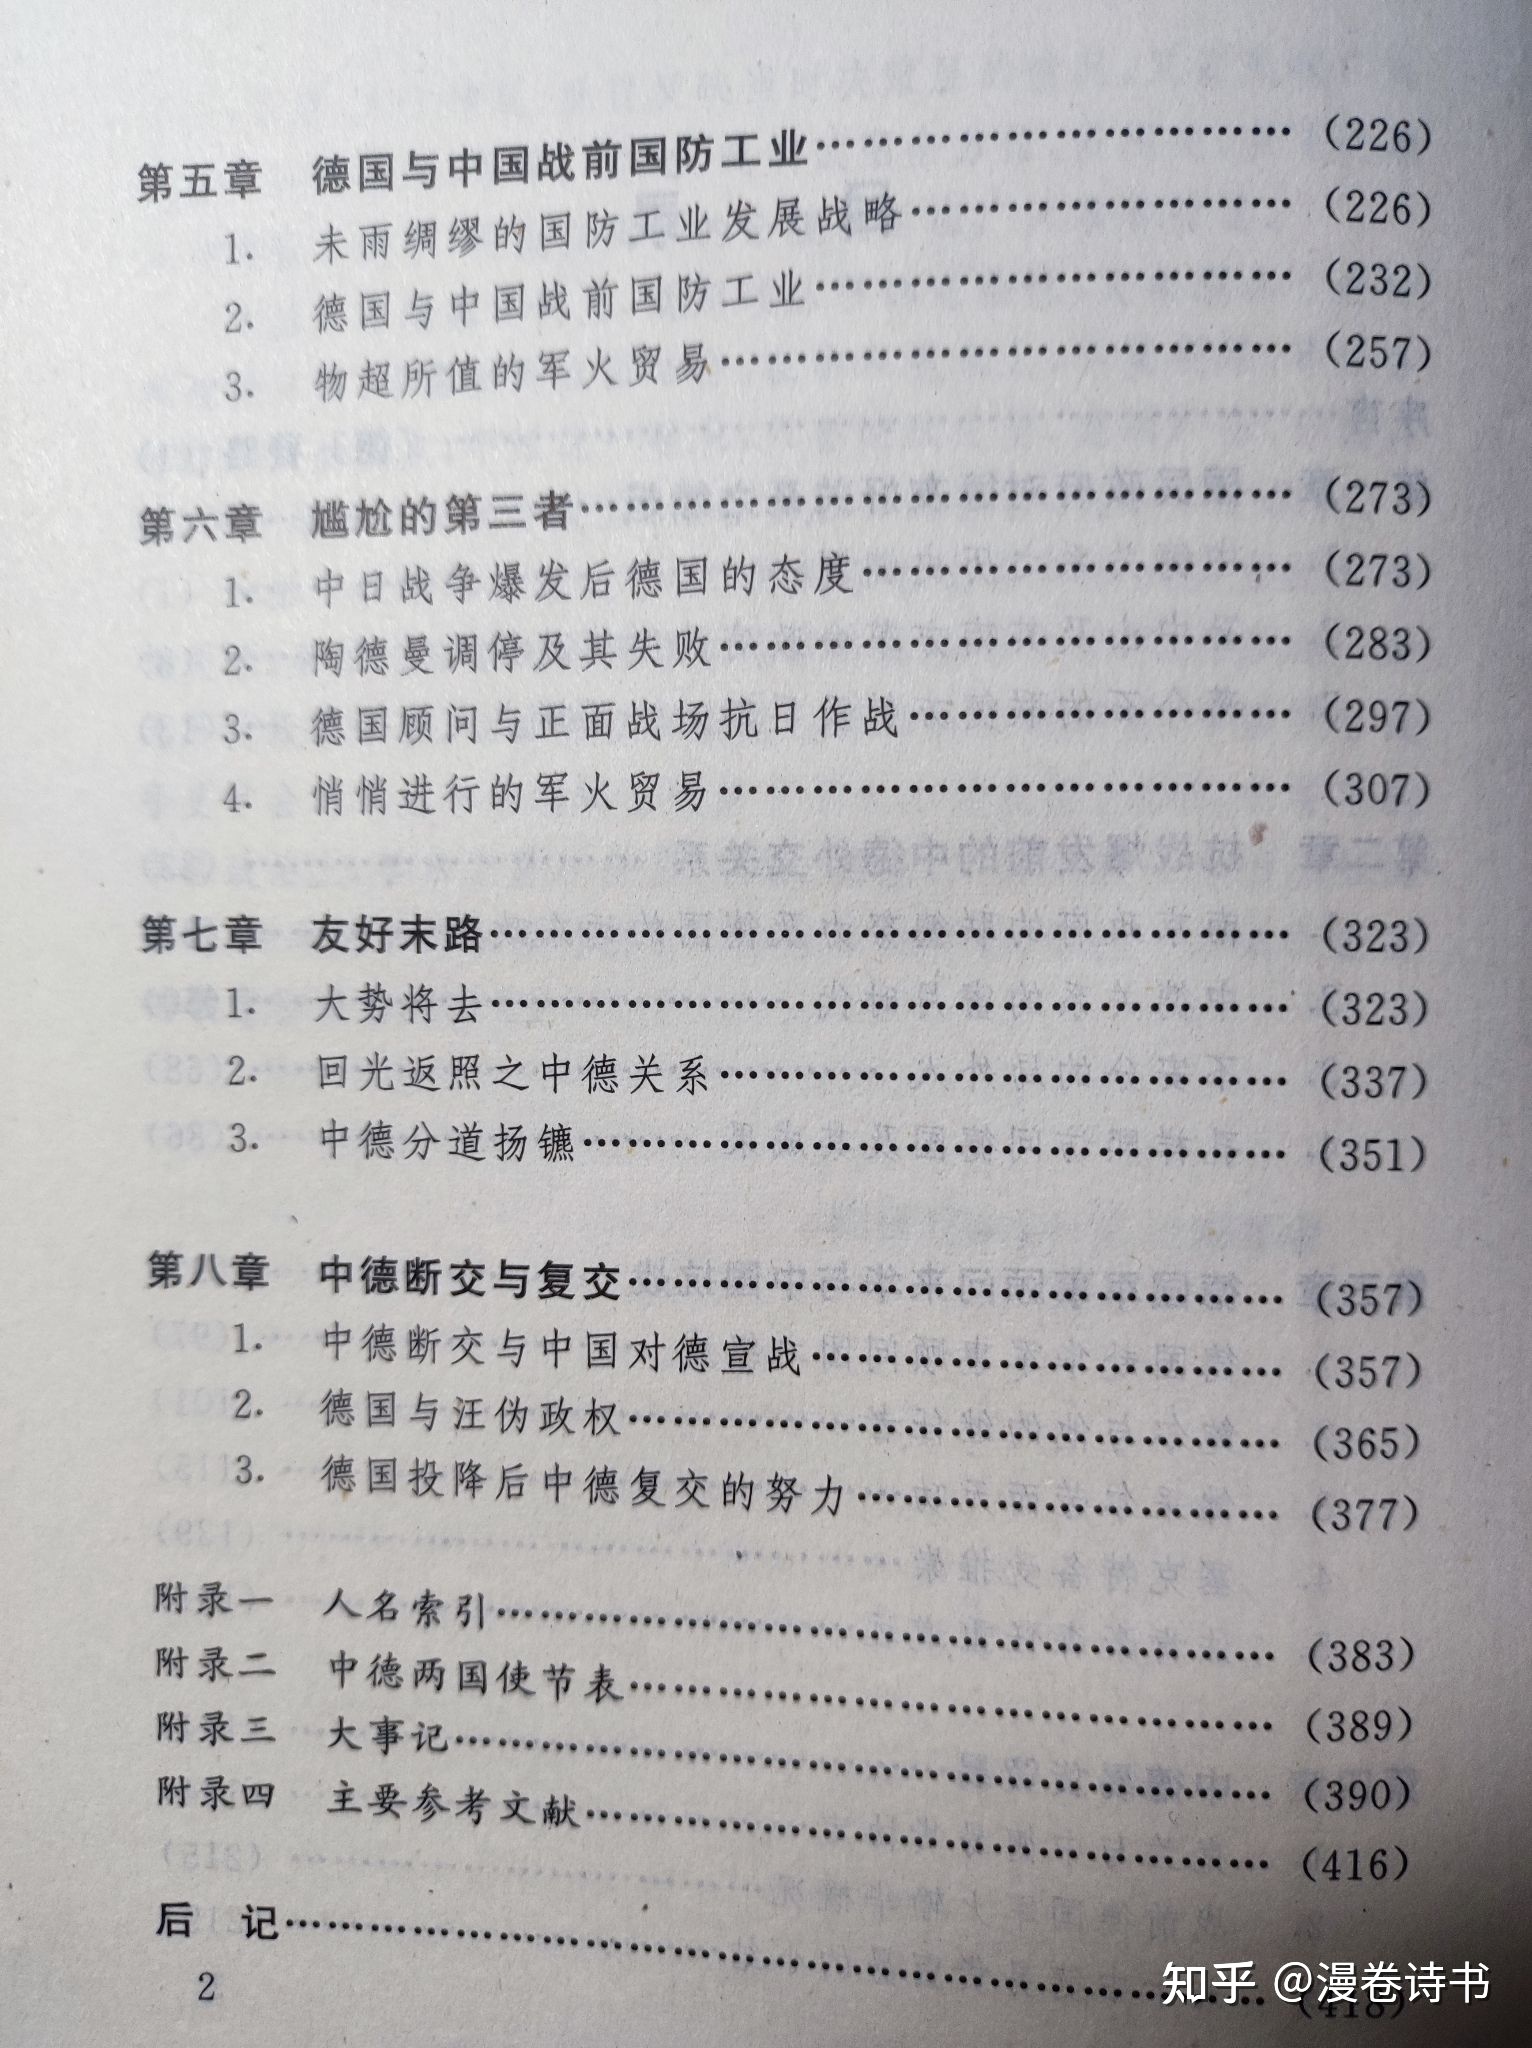 第五章 德国与中国战前国防工业…………………………(226)
1. 未雨绸缪的国防工业发展战略…………………………(226)
2. 德国与中国战前国防工业…………………………(232)
3. 物超所值的军火贸易…………………………(257)
第六章 尴尬的第三者…………………………(273)
1. 中日战争爆发后德国的态度…………………………(273)
2. 陶德曼调停及其失败…………………………(283)
3. 德国顾问与正面战场抗日作战…………………………(297)
4. 悄悄进行的军火贸易…………………………(307)
第七章 友好末路…………………………(323)
1. 大势将去…………………………(323)
2. 回光返照之中德关系…………………………(337)
3. 中德分道扬镳…………………………(351)
第八章 中德断交与复交…………………………(357)
1. 中德断交与中国对德宣战…………………………(357)
2. 德国与汪伪政权…………………………(365)
3. 德国投降后中德复交的努力…………………………(377)
附录一 人名索引…………………………(383)
附录二 中德两国使节表…………………………(389)
附录三 大事记…………………………(390)
附录四 主要参考文献…………………………(416)
后 记…………………………(418)
2
知乎 @漫卷诗书